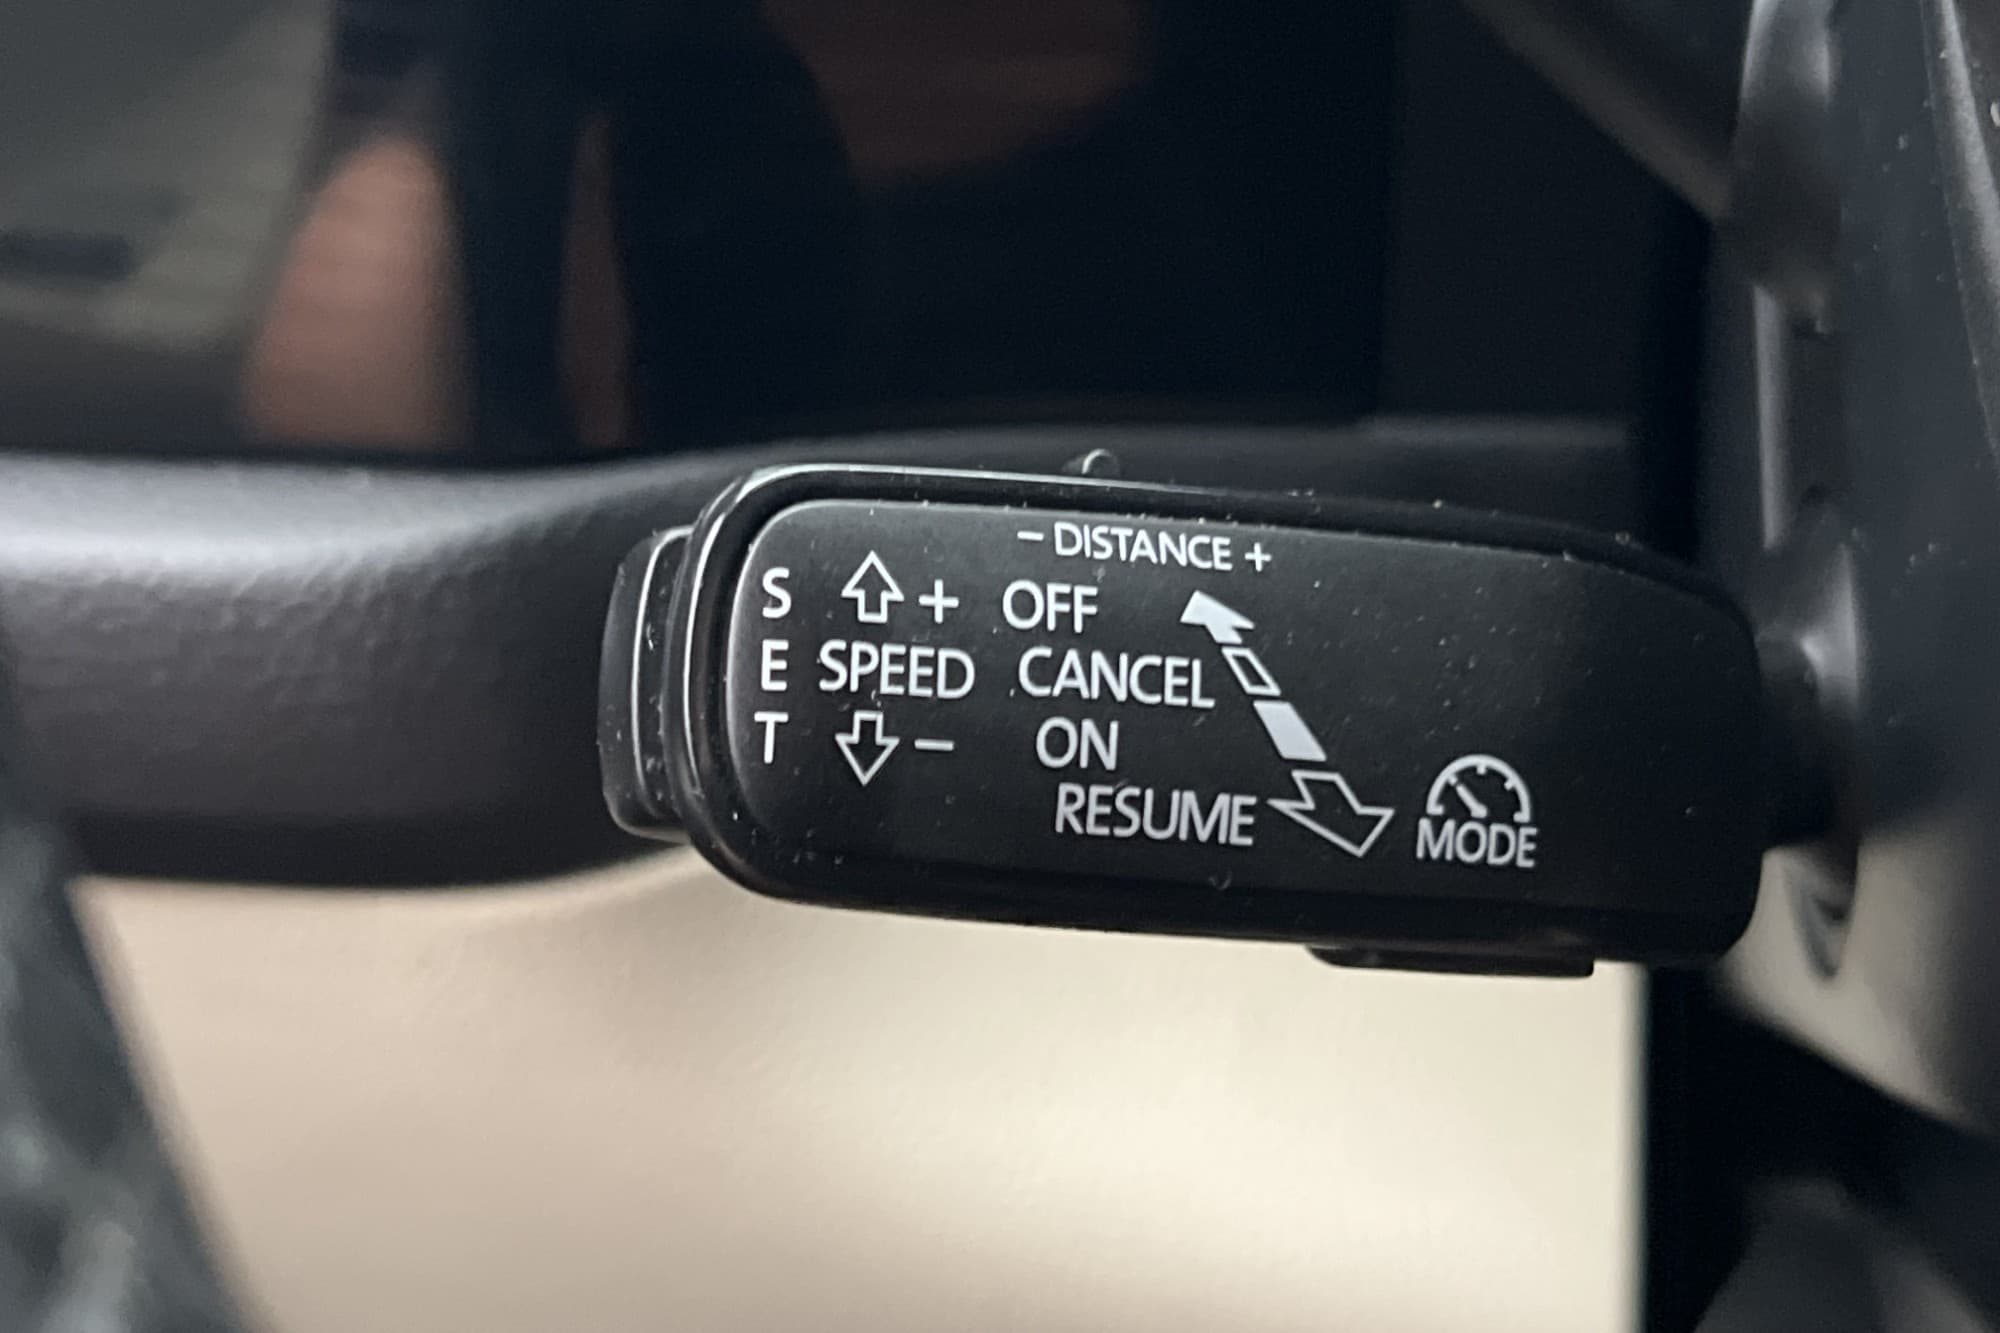 − DISTANCE +
S + OFF
E SPEED CANCEL
T − ON
RESUME
MODE